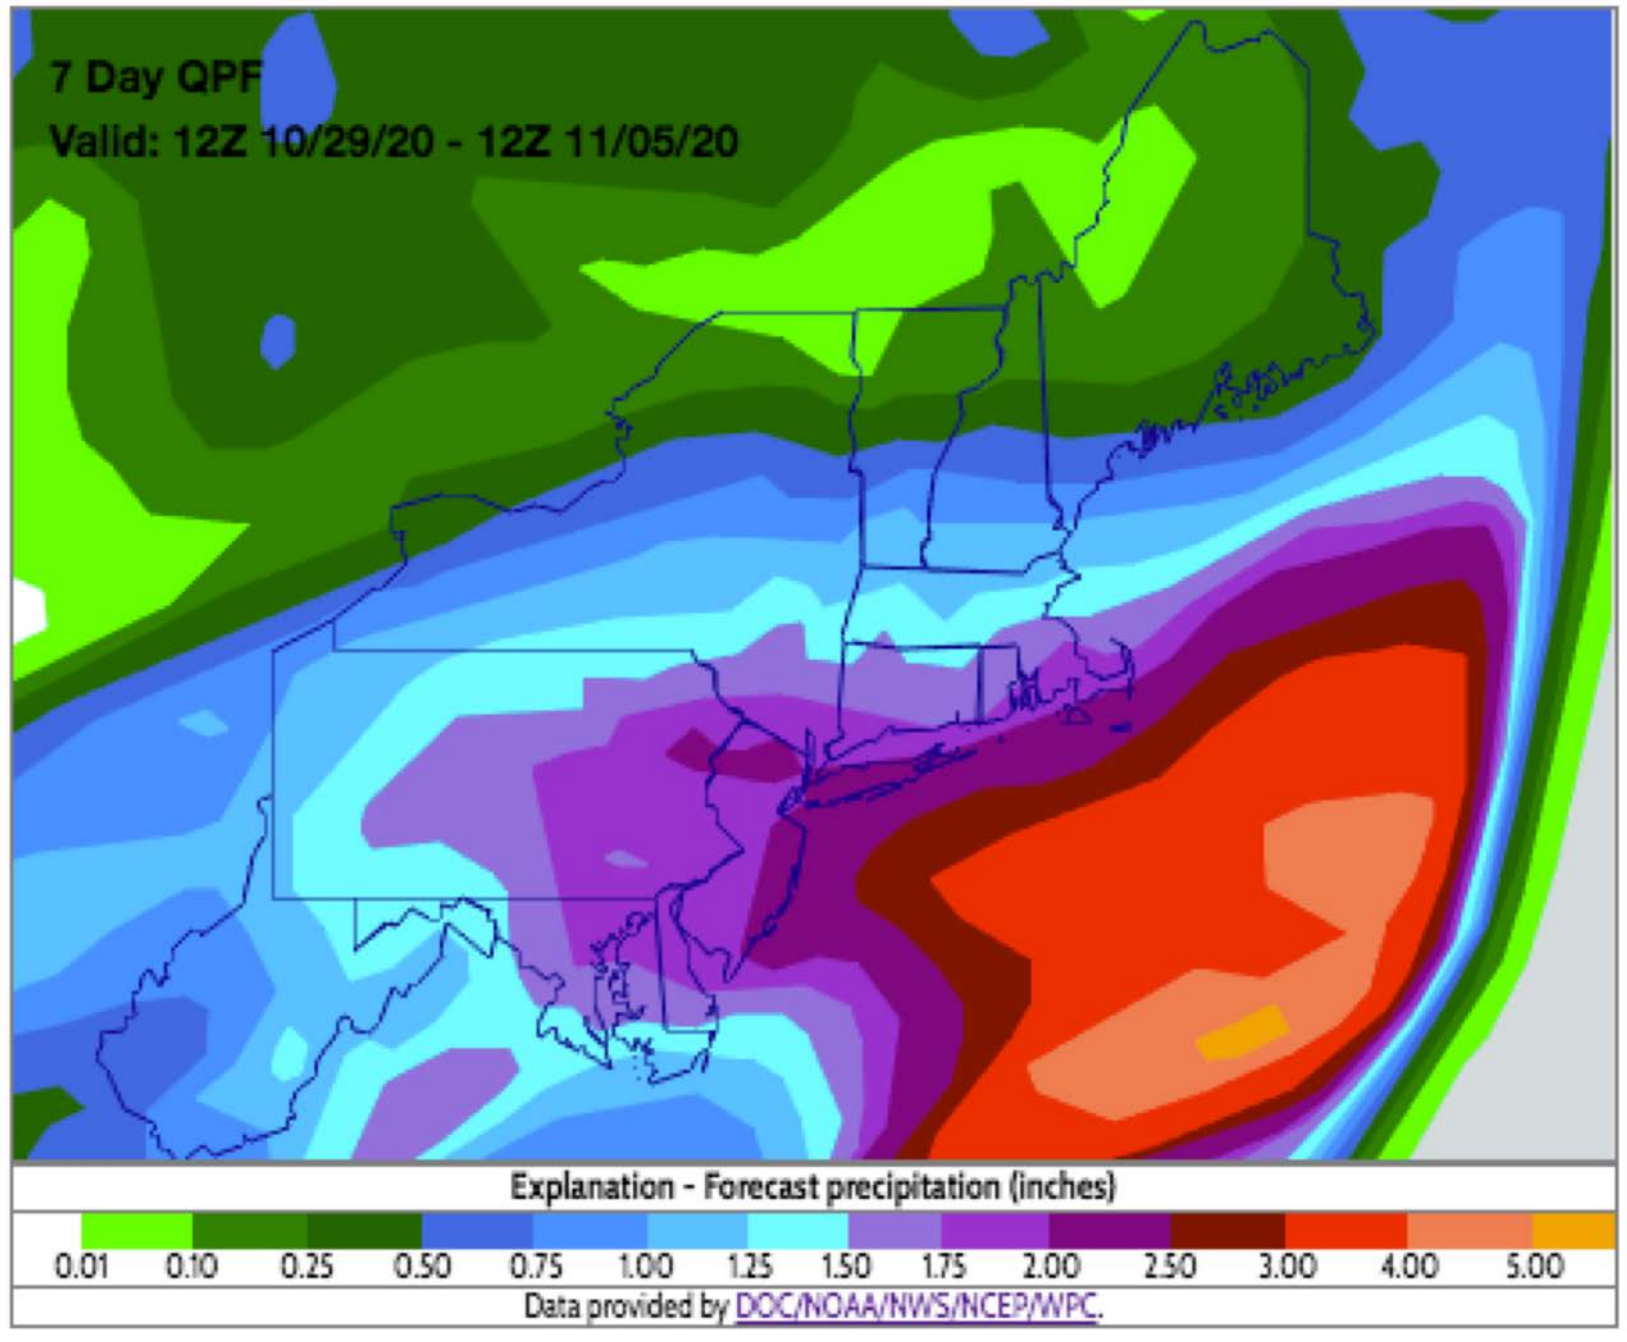 7 Day QPF
Valid: 12Z 10/29/20 - 12Z 11/05/20
Explanation - Forecast precipitation (inches)
0.01 0.10 0.25 0.50 0.75 1.00 1.25 1.50 1.75 2.00 2.50 3.00 4.00 5.00
Data provided by DOC/NOAA/NWS/NCEP/WPC.